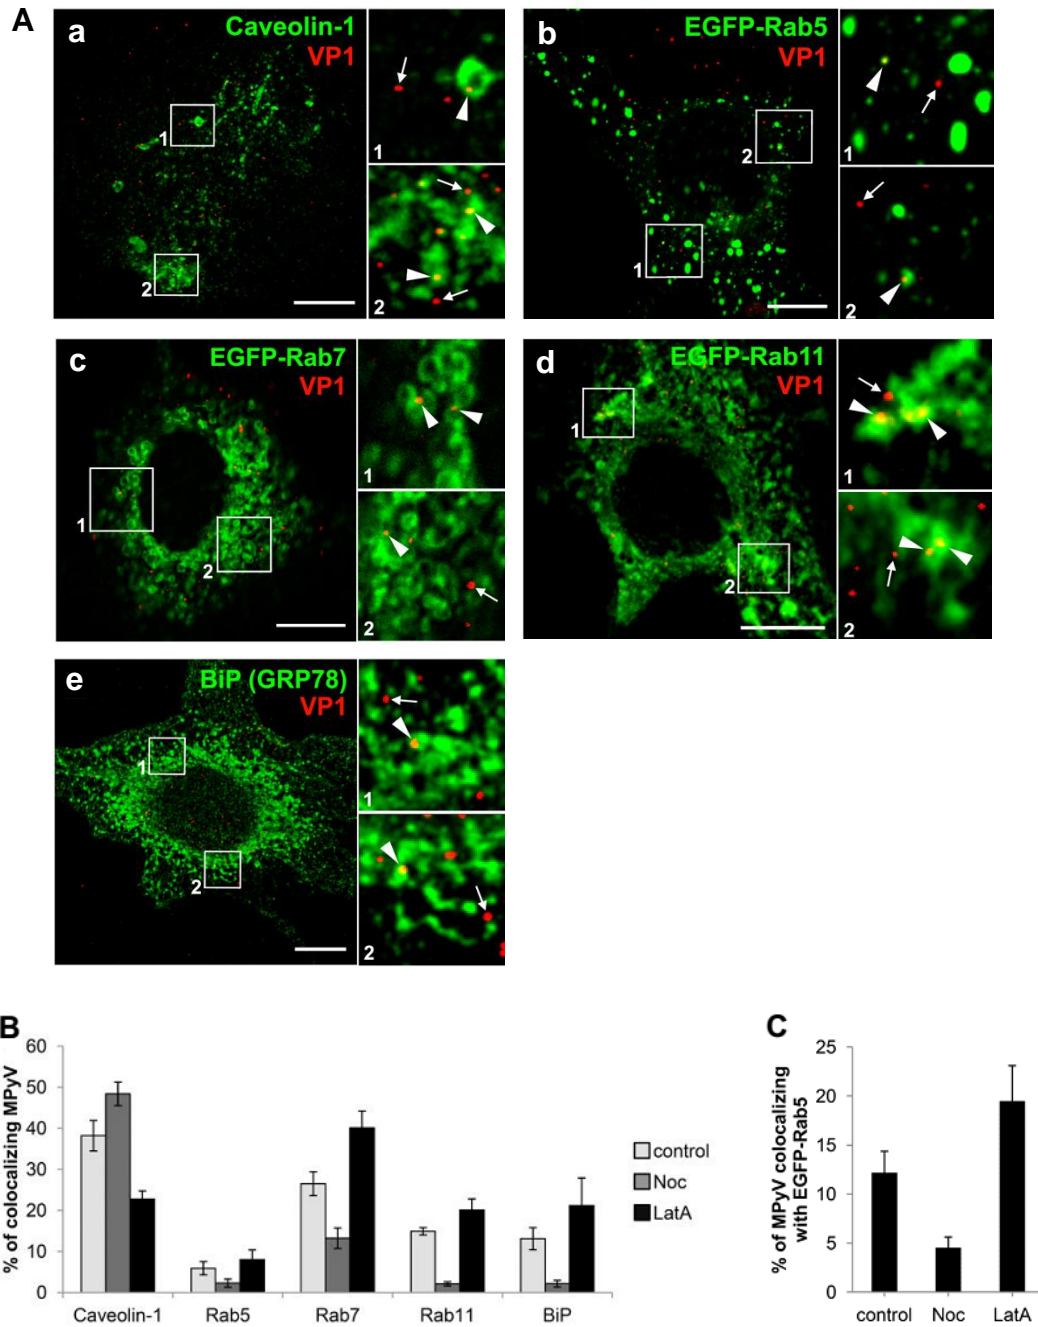 A
a
Caveolin-1
VP1
1
2
1
2
b
EGFP-Rab5
VP1
2
1
1
2
c
EGFP-Rab7
VP1
1
2
1
2
d
EGFP-Rab11
VP1
1
2
1
2
e
BiP (GRP78)
VP1
1
2
1
2
B
% of colocalizing MPyV
60
50
40
30
20
10
0
Caveolin-1 Rab5 Rab7 Rab11 BiP
control
Noc
LatA
C
% of MPyV colocalizing
with EGFP-Rab5
25
20
15
10
5
0
control Noc LatA